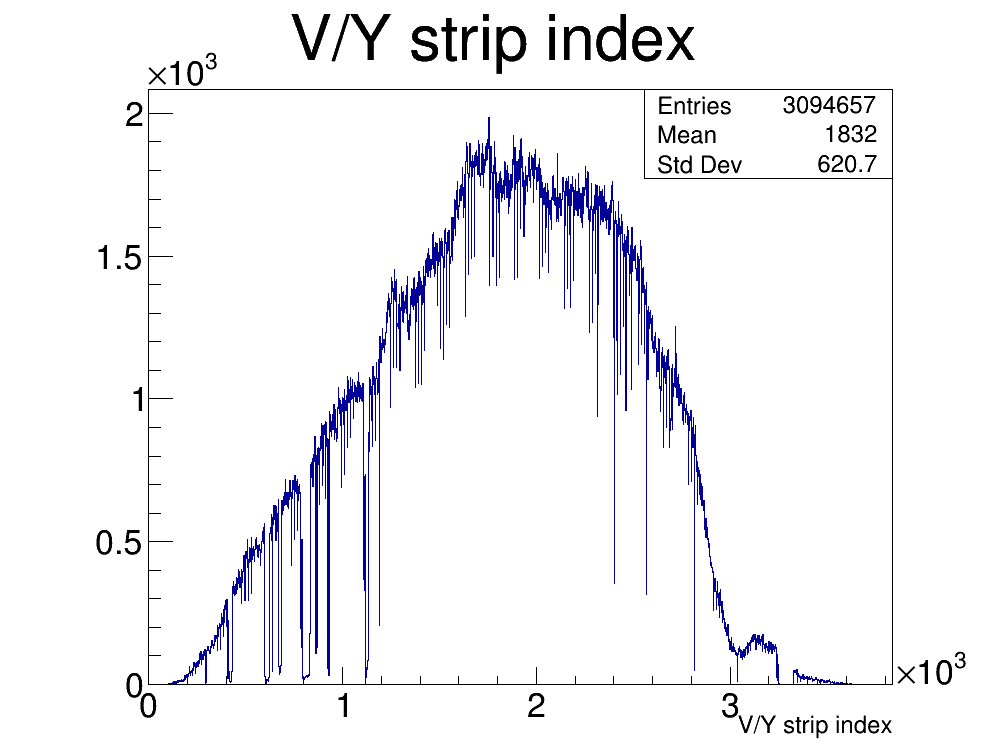 V/Y strip index
×10³
Entries 3094657
Mean 1832
Std Dev 620.7
2
1.5
1
0.5
0
0 1 2 3
×10³
V/Y strip index